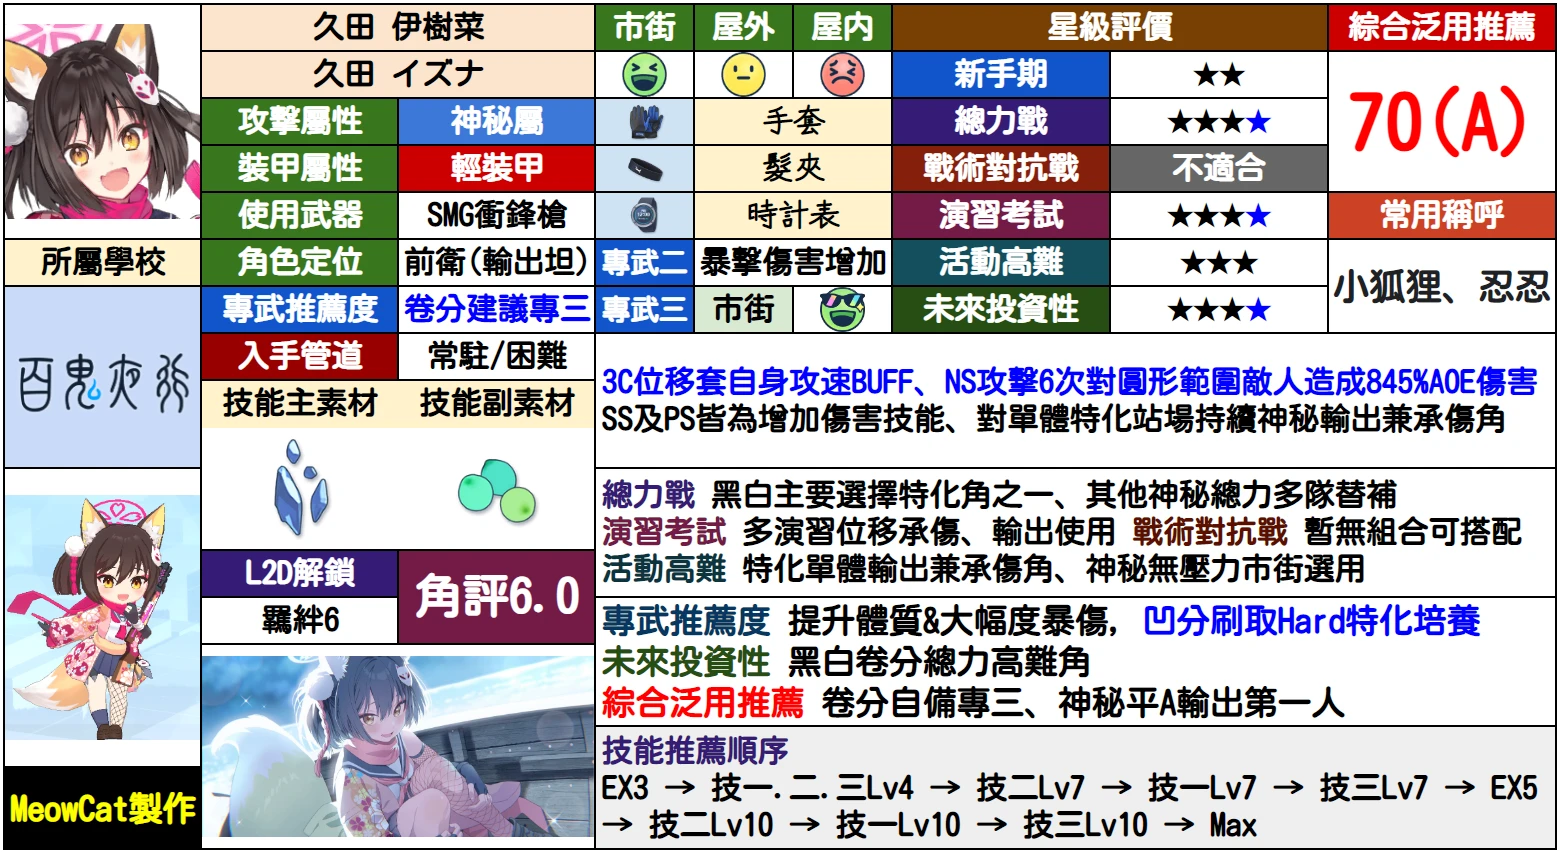 久田 伊樹菜
久田 イズナ
市街 屋外 屋內
星級評價
綜合泛用推薦
70(A)
攻擊屬性 神秘屬
裝甲屬性 輕裝甲
使用武器 SMG衝鋒槍
角色定位 前衛(輸出坦)
專武推薦度 卷分建議專三
入手管道 常駐/困難
手套
髮夾
時計表
專武二 暴擊傷害增加
專武三 市街
新手期 ★★
總力戰 ★★★★
戰術對抗戰 不適合
演習考試 ★★★★
活動高難 ★★★
未來投資性 ★★★★
常用稱呼
小狐狸、忍忍
所屬學校
百鬼夜行
技能主素材 技能副素材
L2D解鎖
羈絆6
角評6.0
MeowCat製作
3C位移套自身攻速BUFF、NS攻擊6次對圓形範圍敵人造成845%AOE傷害
SS及PS皆為增加傷害技能、對單體特化站場持續神秘輸出兼承傷角
總力戰 黑白主要選擇特化角之一、其他神秘總力多隊替補
演習考試 多演習位移承傷、輸出使用 戰術對抗戰 暫無組合可搭配
活動高難 特化單體輸出兼承傷角、神秘無壓力市街選用
專武推薦度 提升體質&大幅度暴傷, 凹分刷取Hard特化培養
未來投資性 黑白卷分總力高難角
綜合泛用推薦 卷分自備專三、神秘平A輸出第一人
技能推薦順序
EX3 → 技一.二.三Lv4 → 技二Lv7 → 技一Lv7 → 技三Lv7 → EX5
→ 技二Lv10 → 技一Lv10 → 技三Lv10 → Max